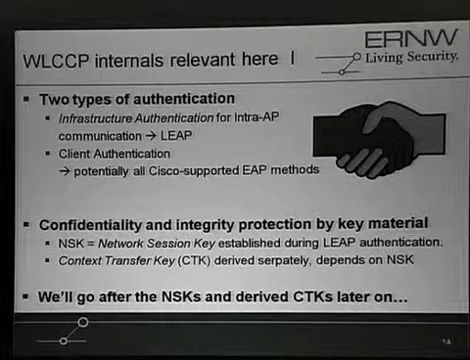 WLCCP internals relevant here I
ERNW
Living Security.
▪ Two types of authentication
▪ Infrastructure Authentication for Intra-AP
communication → LEAP
▪ Client Authentication
→ potentially all Cisco-supported EAP methods
▪ Confidentiality and integrity protection by key material
▪ NSK = Network Session Key established during LEAP authentication.
▪ Context Transfer Key (CTK) derived serpately, depends on NSK
▪ We'll go after the NSKs and derived CTKs later on…
14